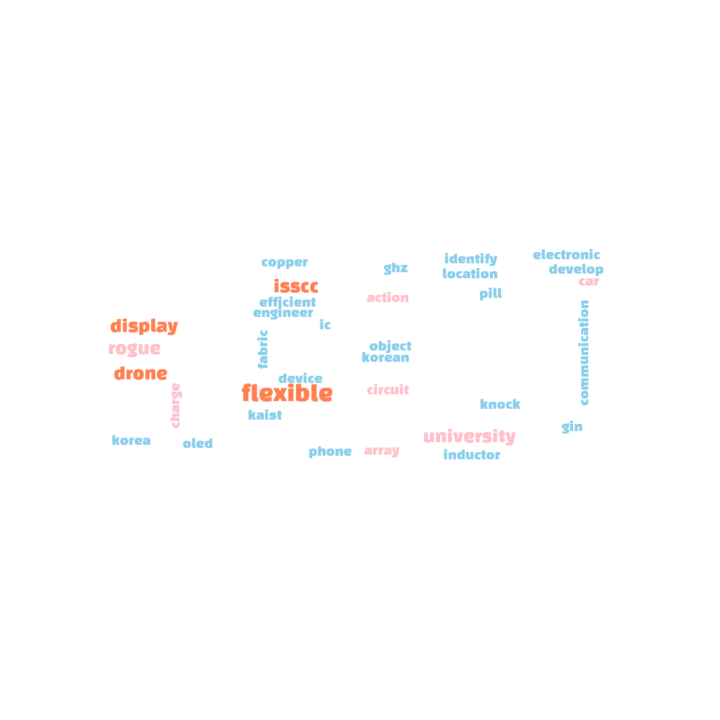 electronic
copper
identify
ghz
develop
location
car
isscc
pill
action
efficient
engineer
ic
display
object
rogue
fabric
communication
korean
drone
device
circuit
flexible
charge
knock
kaist
gin
university
korea
oled
array
phone
inductor